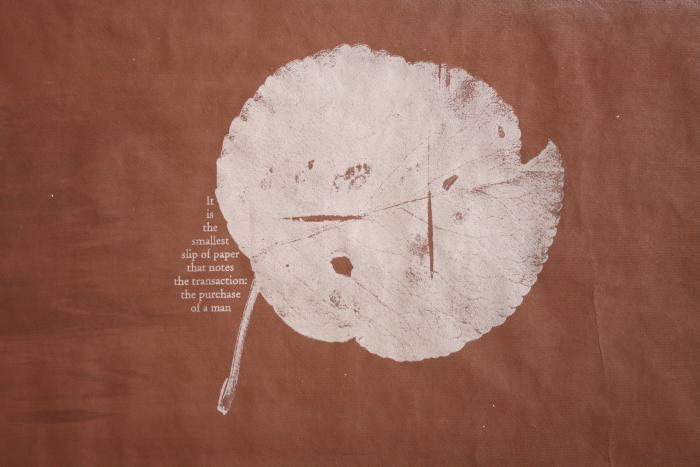 It
is
the
smallest
slip of paper
that notes
the transaction:
the purchase
of a man